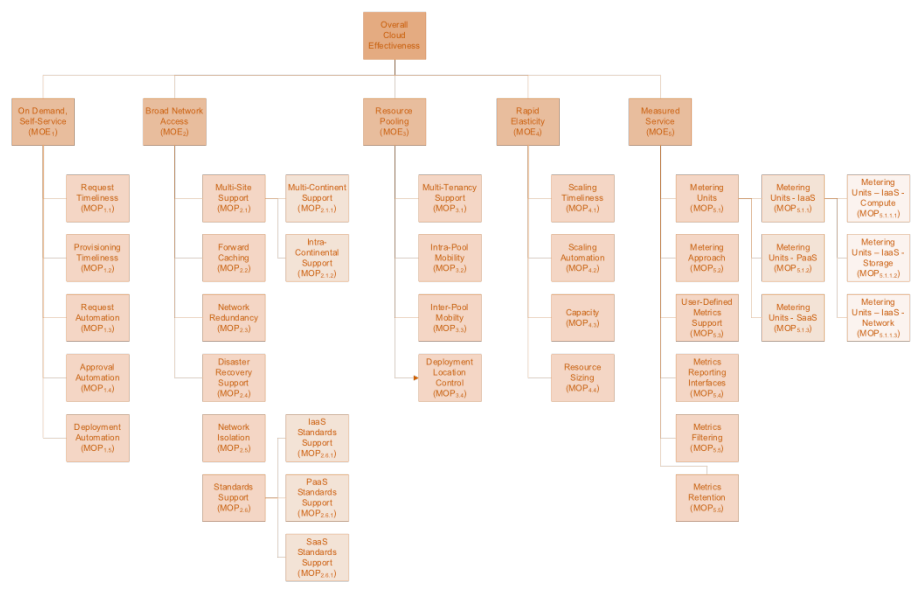 Overall
Cloud
Effectiveness
On Demand,
Self-Service
(MOE₁)
Request
Timeliness
(MOP₁.₁)
Provisioning
Timeliness
(MOP₁.₂)
Request
Automation
(MOP₁.₃)
Approval
Automation
(MOP₁.₄)
Deployment
Automation
(MOP₁.₅)
Broad Network
Access
(MOE₂)
Multi-Site
Support
(MOP₂.₁)
Multi-Continent
Support
(MOP₂.₁.₁)
Intra-
Continental
Support
(MOP₂.₁.₂)
Forward
Caching
(MOP₂.₂)
Network
Redundancy
(MOP₂.₃)
Disaster
Recovery
Support
(MOP₂.₄)
Network
Isolation
(MOP₂.₅)
Standards
Support
(MOP₂.₆)
IaaS
Standards
Support
(MOP₂.₆.₁)
PaaS
Standards
Support
(MOP₂.₆.₁)
SaaS
Standards
Support
(MOP₂.₆.₁)
Resource
Pooling
(MOE₃)
Multi-Tenancy
Support
(MOP₃.₁)
Intra-Pool
Mobility
(MOP₃.₂)
Inter-Pool
Mobilty
(MOP₃.₃)
Deployment
Location
Control
(MOP₃.₄)
Rapid
Elasticity
(MOE₄)
Scaling
Timeliness
(MOP₄.₁)
Scaling
Automation
(MOP₄.₂)
Capacity
(MOP₄.₃)
Resource
Sizing
(MOP₄.₄)
Measured
Service
(MOE₅)
Metering
Units
(MOP₅.₁)
Metering
Units - IaaS
(MOP₅.₁.₁)
Metering
Units – IaaS -
Compute
(MOP₅.₁.₁.₁)
Metering
Units – IaaS -
Storage
(MOP₅.₁.₁.₂)
Metering
Units – IaaS -
Network
(MOP₅.₁.₁.₃)
Metering
Units - PaaS
(MOP₅.₁.₂)
Metering
Units - SaaS
(MOP₅.₁.₃)
Metering
Approach
(MOP₅.₂)
User-Defined
Metrics
Support
(MOP₅.₃)
Metrics
Reporting
Interfaces
(MOP₅.₄)
Metrics
Filtering
(MOP₅.₅)
Metrics
Retention
(MOP₅.₅)